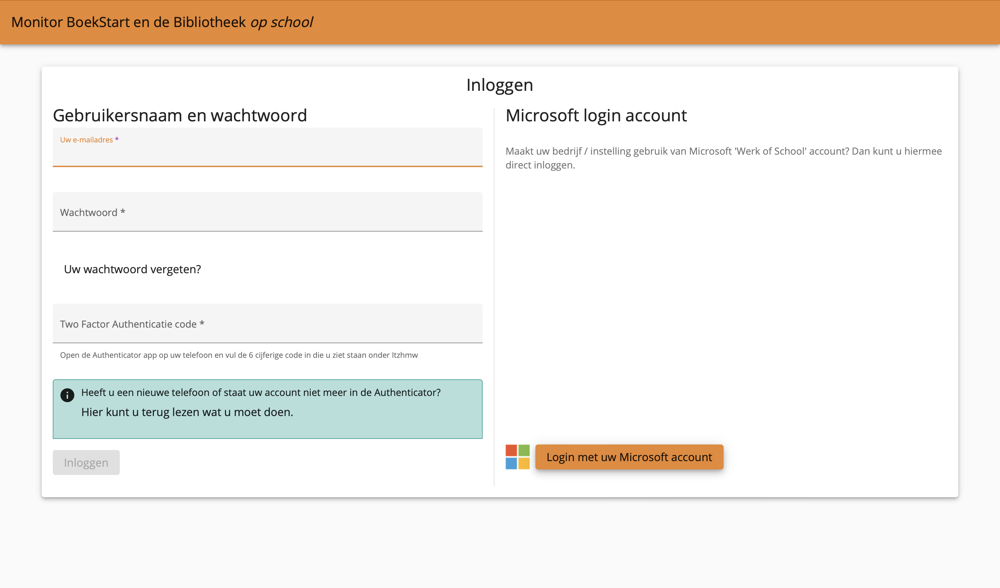 Monitor BoekStart en de Bibliotheek op school
Inloggen
Gebruikersnaam en wachtwoord
Uw e-mailadres *
Wachtwoord *
Uw wachtwoord vergeten?
Two Factor Authenticatie code *
Open de Authenticator app op uw telefoon en vul de 6 cijferige code in die u ziet staan onder Itzhmw
Heeft u een nieuwe telefoon of staat uw account niet meer in de Authenticator?
Hier kunt u terug lezen wat u moet doen.
Inloggen
Microsoft login account
Maakt uw bedrijf / instelling gebruik van Microsoft 'Werk of School' account? Dan kunt u hiermee
direct inloggen.
Login met uw Microsoft account